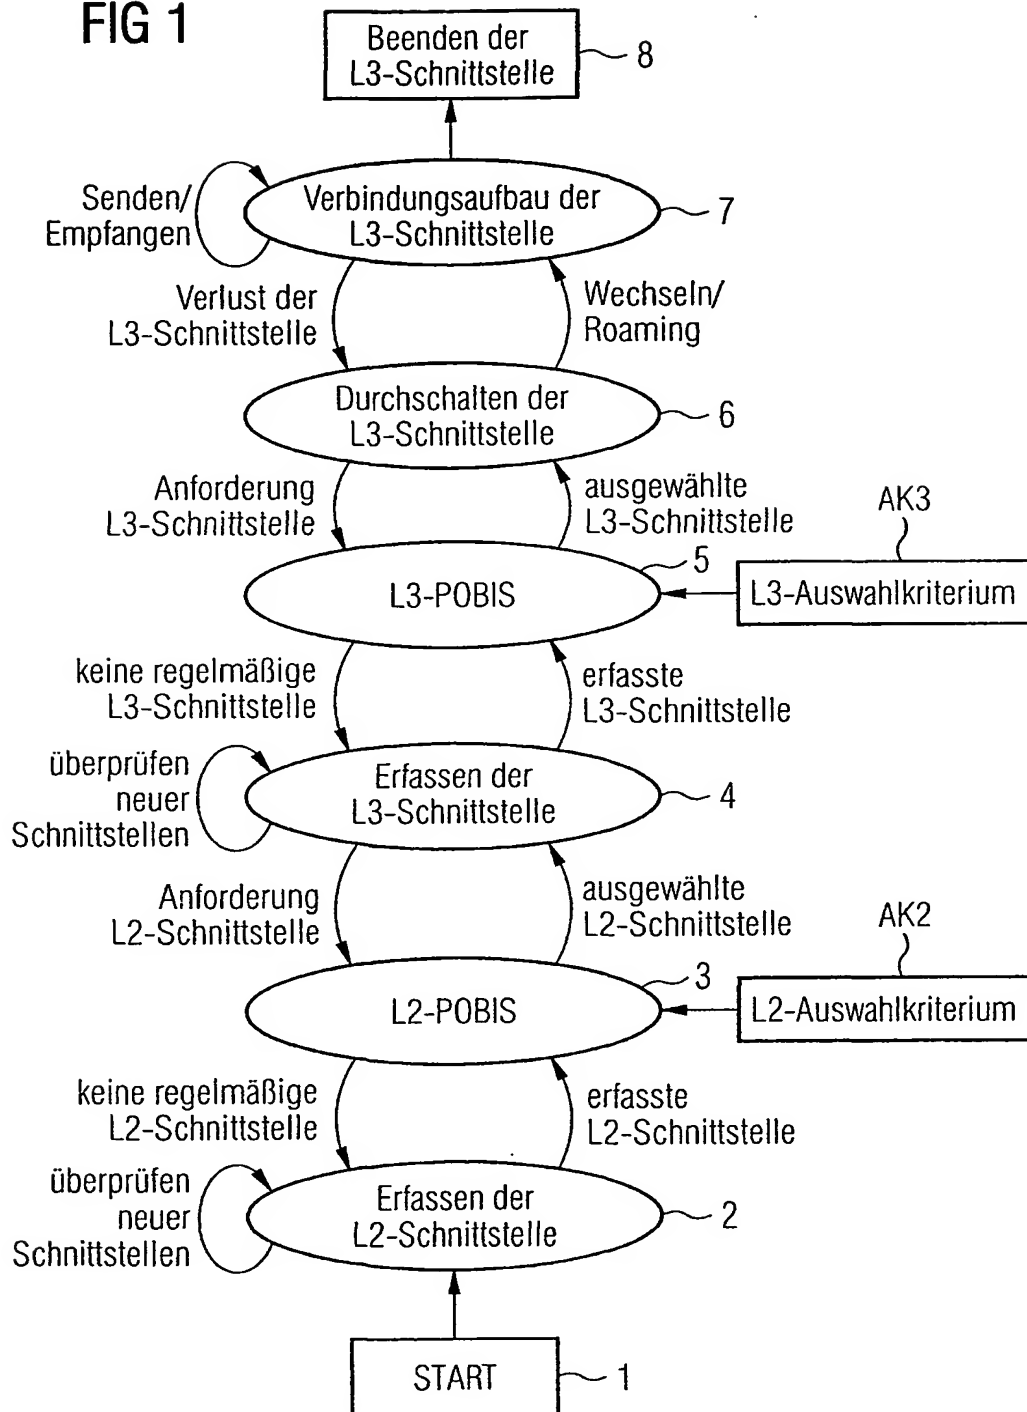 FIG 1
Beenden der
L3-Schnittstelle
8
Senden/
Empfangen
Verbindungsaufbau der
L3-Schnittstelle
7
Verlust der
L3-Schnittstelle
Wechseln/
Roaming
Durchschalten der
L3-Schnittstelle
6
Anforderung
L3-Schnittstelle
ausgewählte
L3-Schnittstelle
AK3
L3-POBIS
5
L3-Auswahlkriterium
keine regelmäßige
L3-Schnittstelle
erfasste
L3-Schnittstelle
überprüfen
neuer
Schnittstellen
Erfassen der
L3-Schnittstelle
4
Anforderung
L2-Schnittstelle
ausgewählte
L2-Schnittstelle
AK2
L2-POBIS
3
L2-Auswahlkriterium
keine regelmäßige
L2-Schnittstelle
erfasste
L2-Schnittstelle
überprüfen
neuer
Schnittstellen
Erfassen der
L2-Schnittstelle
2
START
1